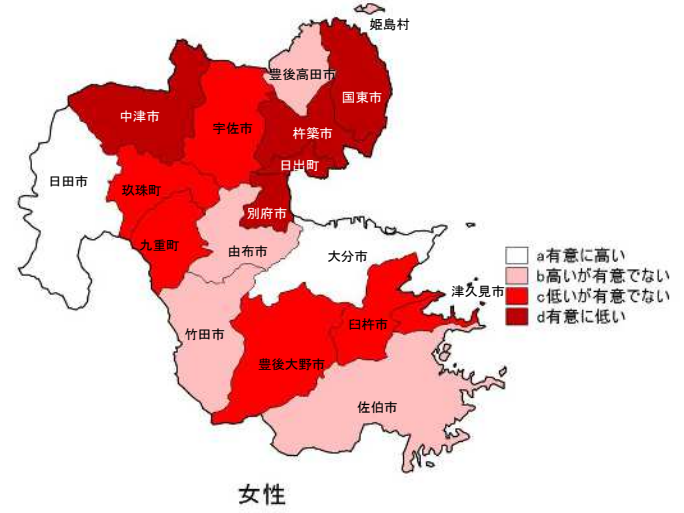 姫島村
豊後高田市
国東市
中津市
宇佐市
杵築市
日出町
日田市
玖珠町
別府市
九重町
由布市
大分市
a有意に高い
b高いが有意でない
c低いが有意でない
d有意に低い
津久見市
臼杵市
竹田市
豊後大野市
佐伯市
女性